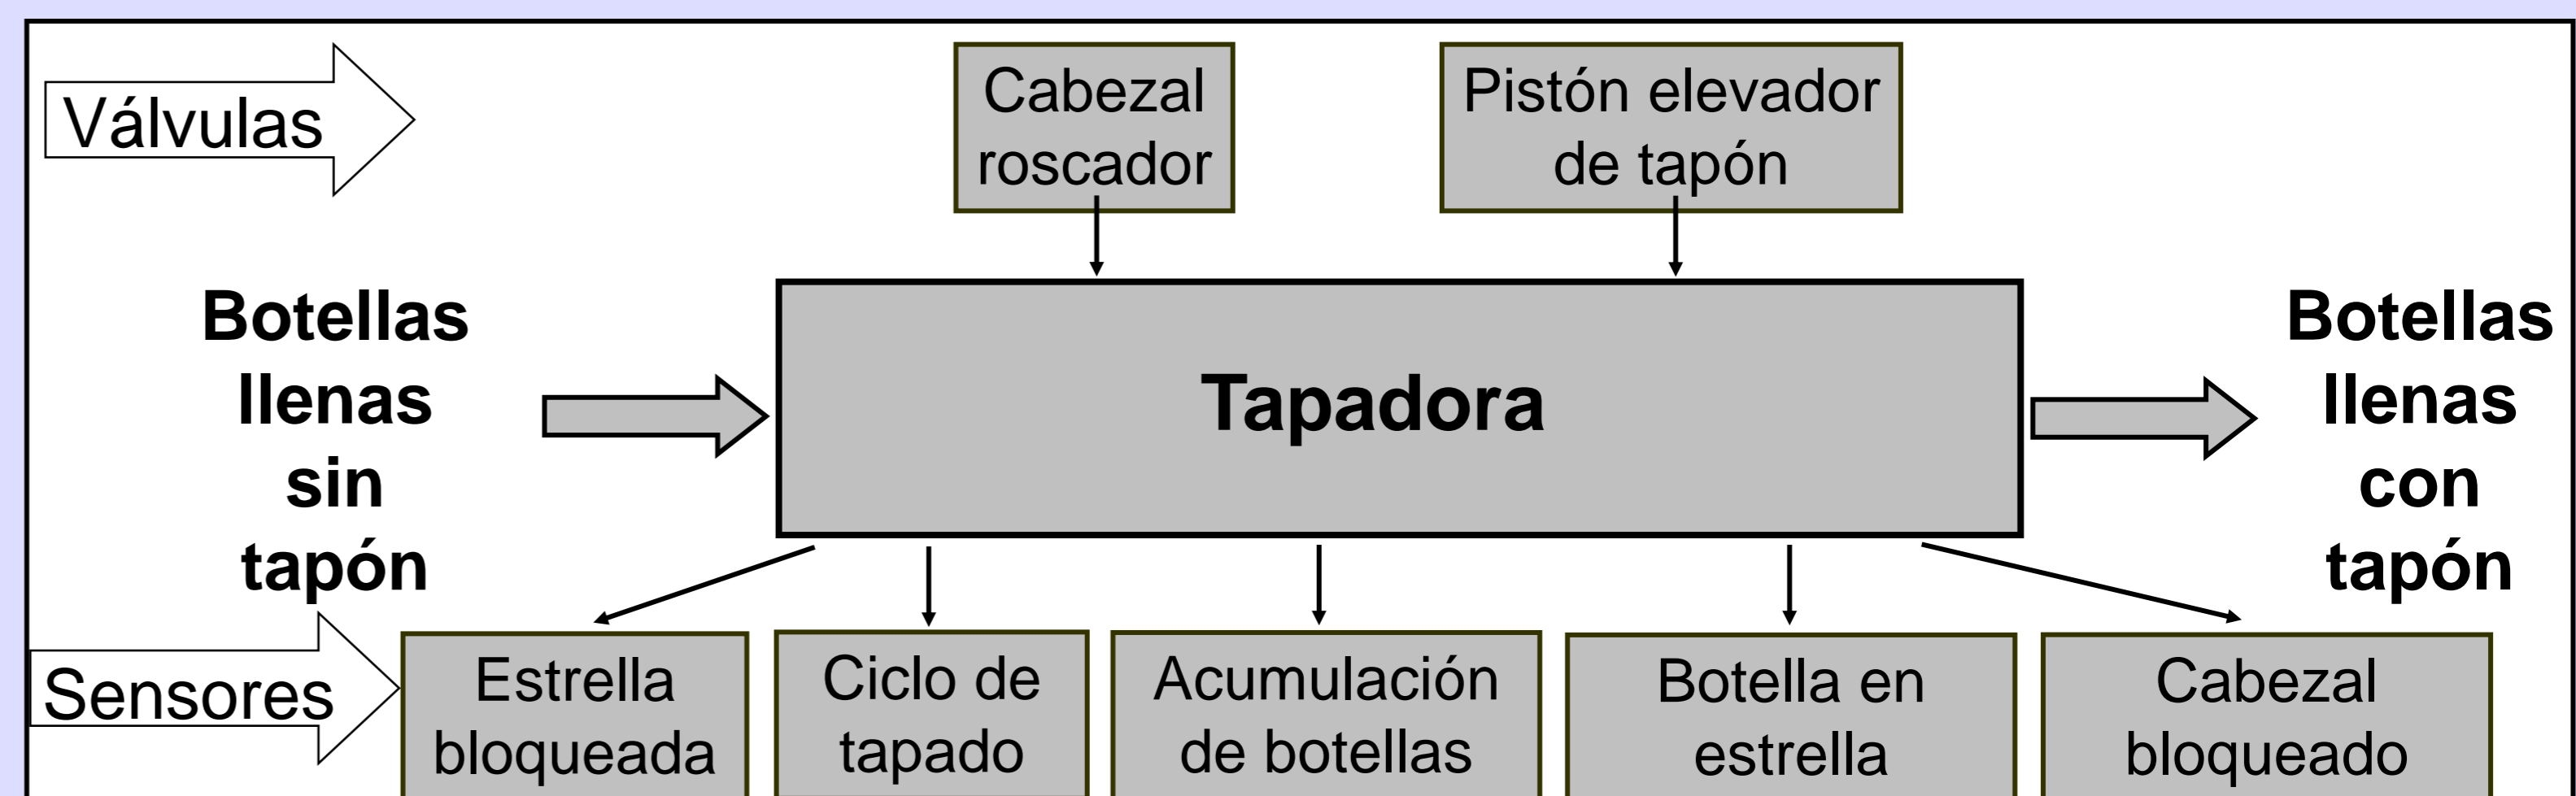 Válvulas
Cabezal
roscador
Pistón elevador
de tapón
Botellas
llenas
sin
tapón
Tapadora
Botellas
llenas
con
tapón
Sensores
Estrella
bloqueada
Ciclo de
tapado
Acumulación
de botellas
Botella en
estrella
Cabezal
bloqueado